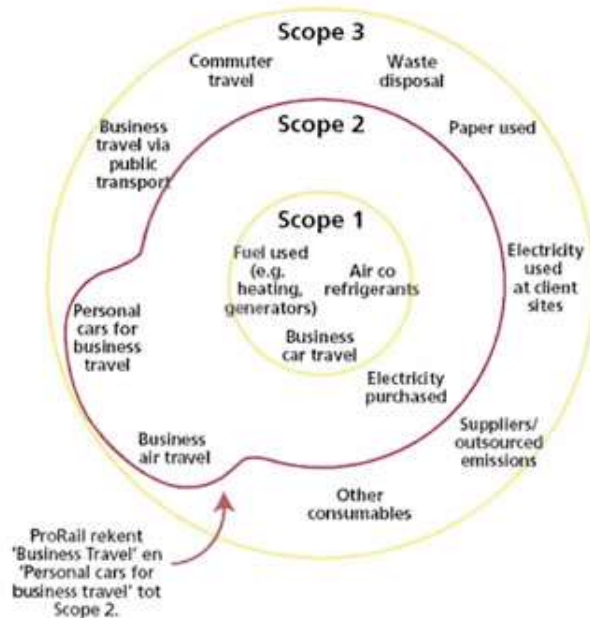 Scope 3
Commuter
travel
Waste
disposal
Scope 2
Business
travel via
public
transport
Paper used
Scope 1
Fuel used
(e.g.
heating,
generators)
Air co
refrigerants
Electricity
used
at client
sites
Personal
cars for
business
travel
Business
car travel
Electricity
purchased
Business
air travel
Suppliers/
outsourced
emissions
Other
consumables
ProRail rekent
'Business Travel' en
'Personal cars for
business travel' tot
Scope 2.